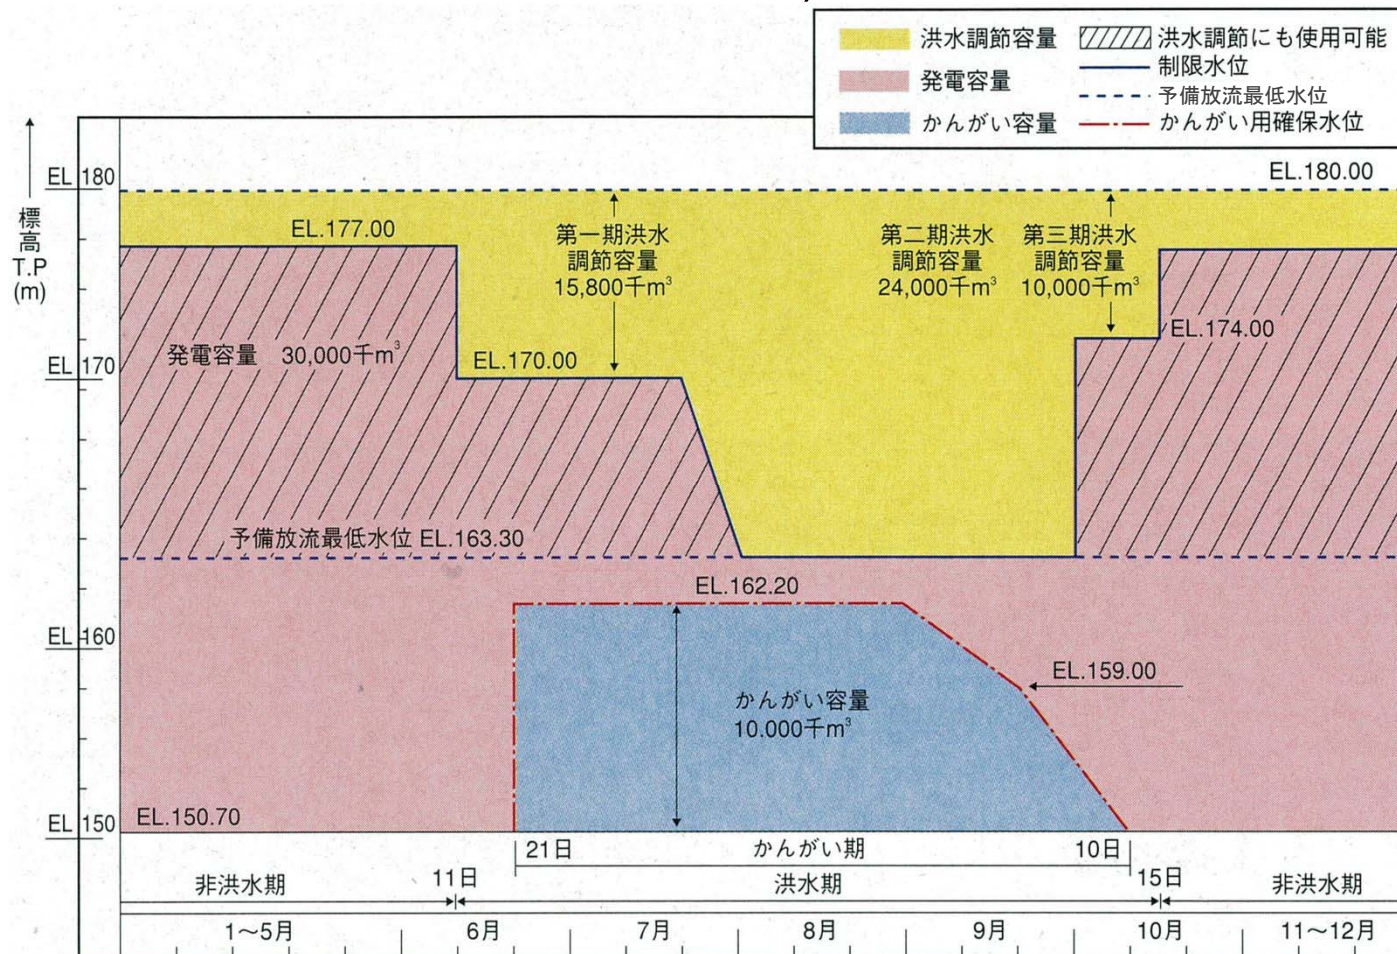 洪水調節容量
洪水調節にも使用可能
発電容量
制限水位
予備放流最低水位
かんがい容量
かんがい用確保水位
標高
T.P
(m)
EL 180
EL.180.00
EL.177.00
第一期洪水
調節容量
15,800千m³
第二期洪水
調節容量
24,000千m³
第三期洪水
調節容量
10,000千m³
EL.174.00
発電容量 30,000千m³
EL 170
EL.170.00
予備放流最低水位 EL.163.30
EL.162.20
EL 160
EL.159.00
かんがい容量
10.000千m³
EL 150
EL.150.70
21日
かんがい期
10日
非洪水期
11日
洪水期
15日
非洪水期
1〜5月
6月
7月
8月
9月
10月
11〜12月